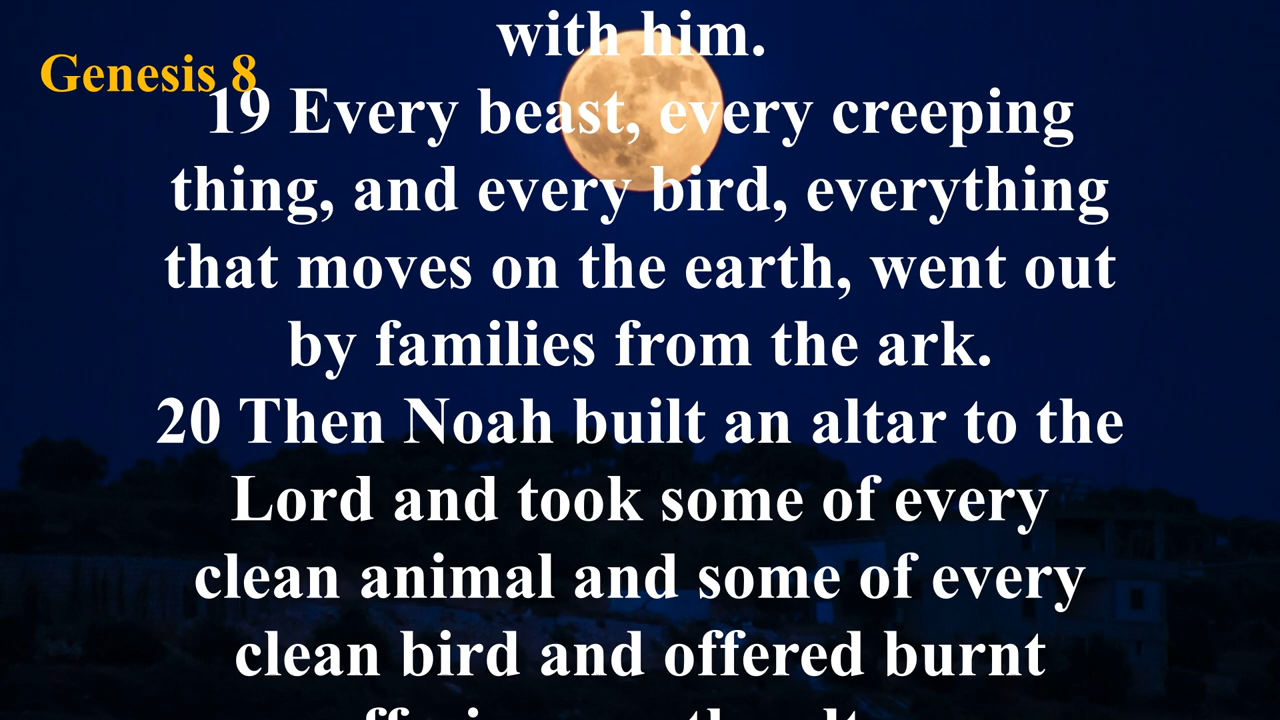 with him.
Genesis 8
19 Every beast, every creeping
thing, and every bird, everything
that moves on the earth, went out
by families from the ark.
20 Then Noah built an altar to the
Lord and took some of every
clean animal and some of every
clean bird and offered burnt